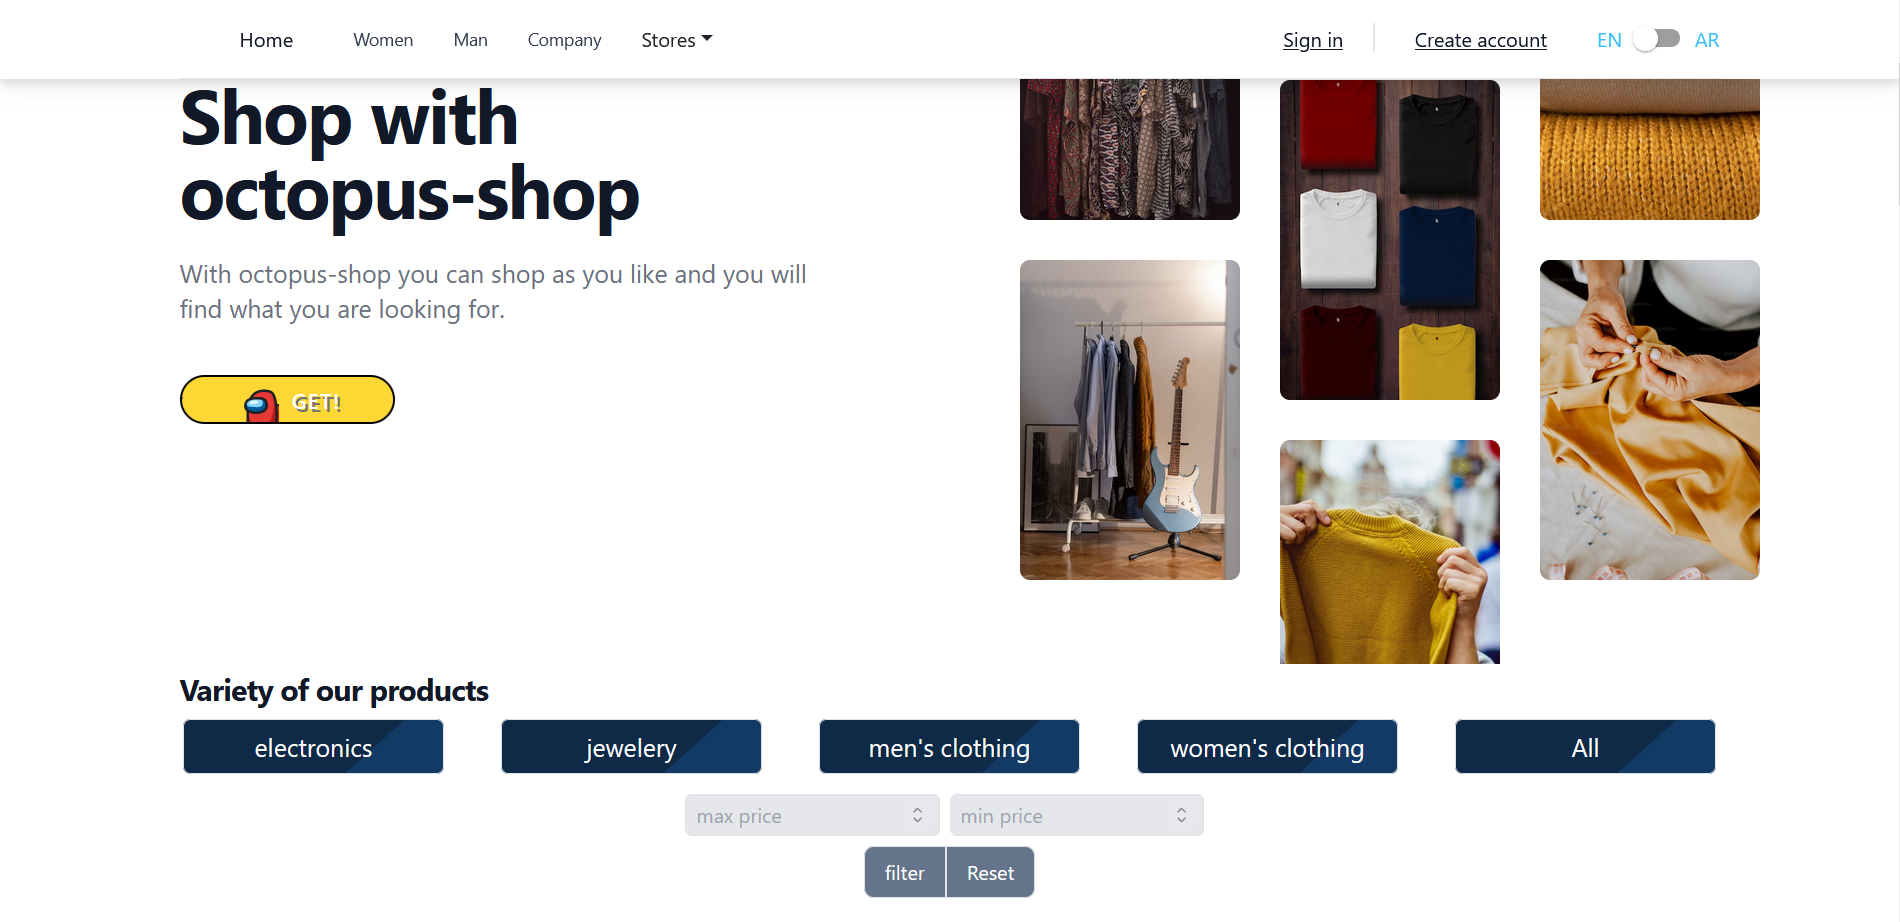 Home
Women
Man
Company
Stores
Sign in
Create account
EN
AR
Shop with
octopus-shop
With octopus-shop you can shop as you like and you will
find what you are looking for.
GET!
Variety of our products
electronics
jewelery
men's clothing
women's clothing
All
max price
min price
filter
Reset